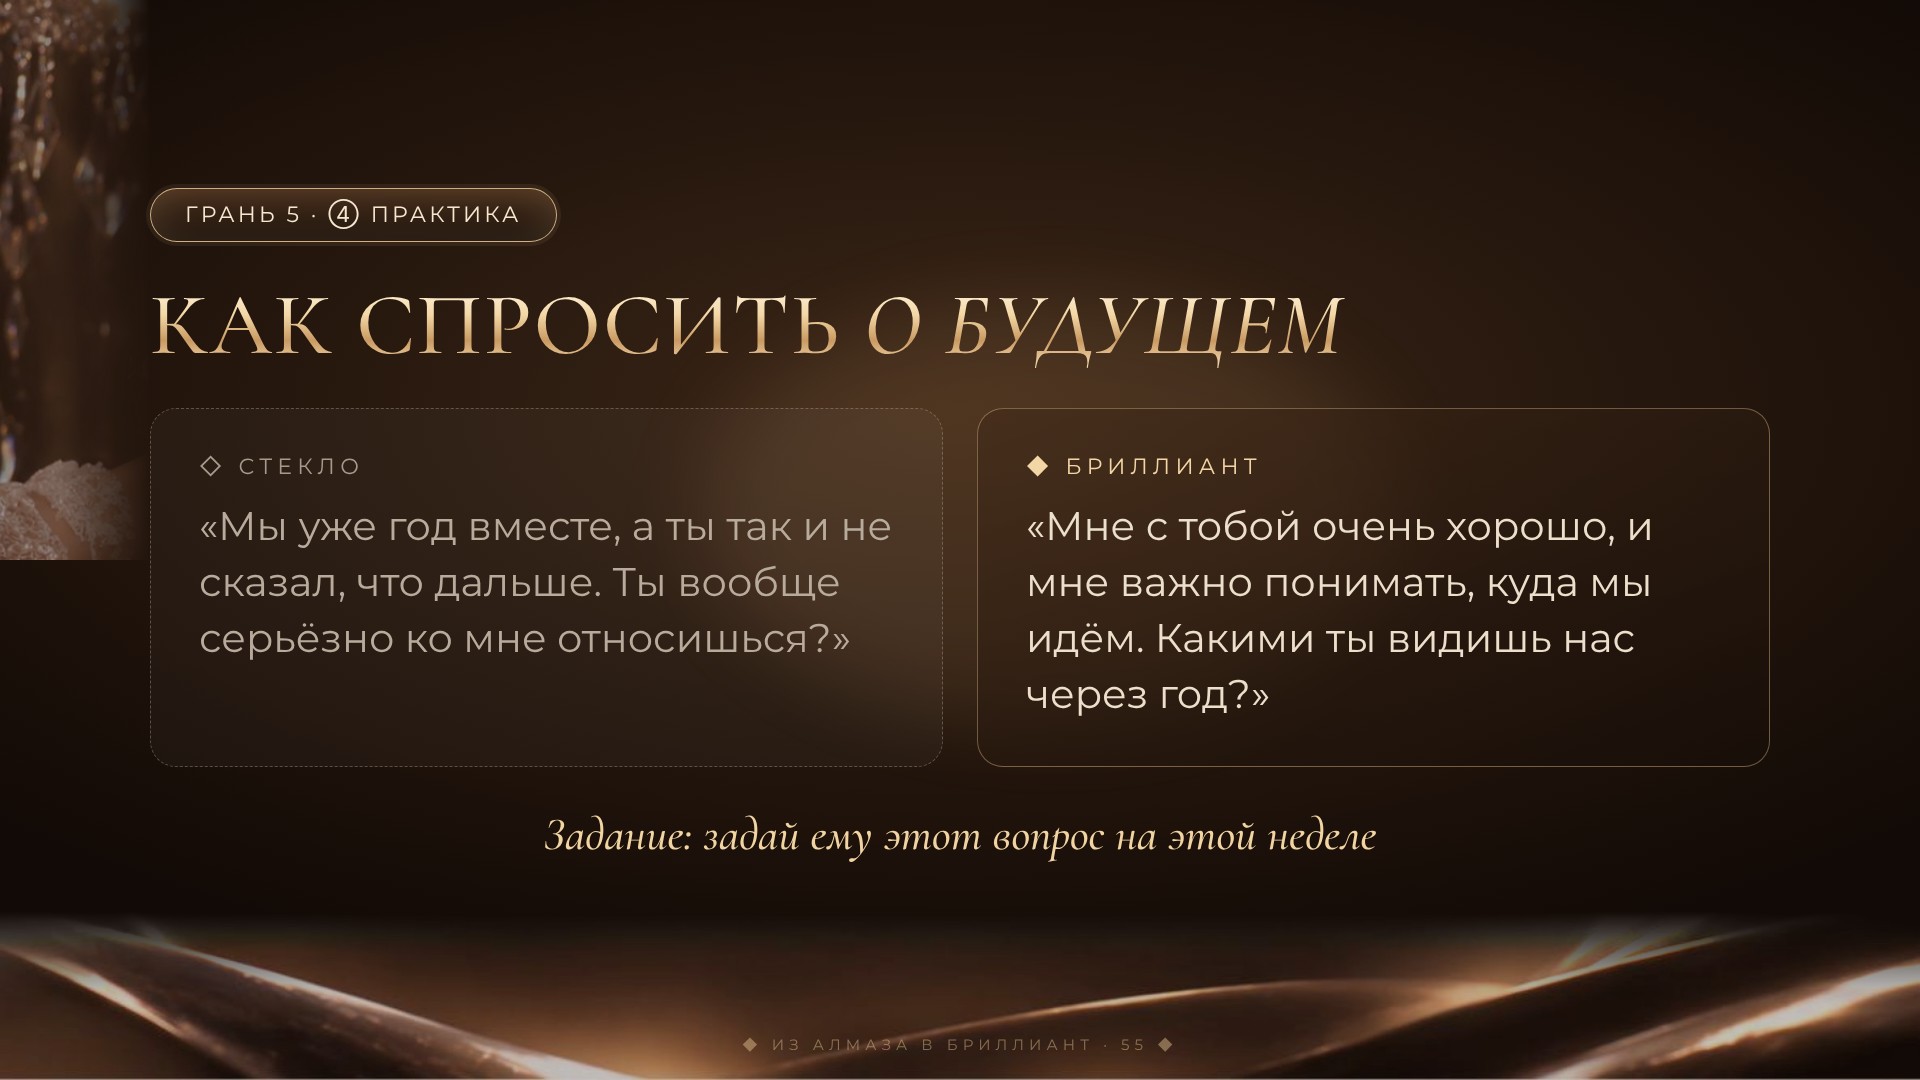 ГРАНЬ 5 · ④ ПРАКТИКА
КАК СПРОСИТЬ О БУДУЩЕМ
СТЕКЛО
«Мы уже год вместе, а ты так и не
сказал, что дальше. Ты вообще
серьёзно ко мне относишься?»
БРИЛЛИАНТ
«Мне с тобой очень хорошо, и
мне важно понимать, куда мы
идём. Какими ты видишь нас
через год?»
Задание: задай ему этот вопрос на этой неделе
◆ ИЗ АЛМАЗА В БРИЛЛИАНТ · 55 ◆